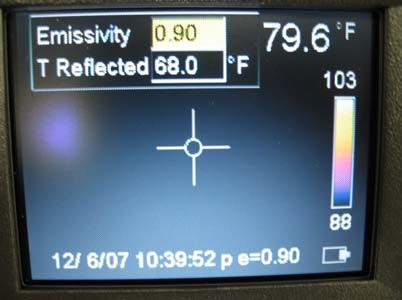 Emissivity 0.90 79.6 °F
T Reflected 68.0 °F
103
88
12/ 6/07 10:39:52 p e=0.90